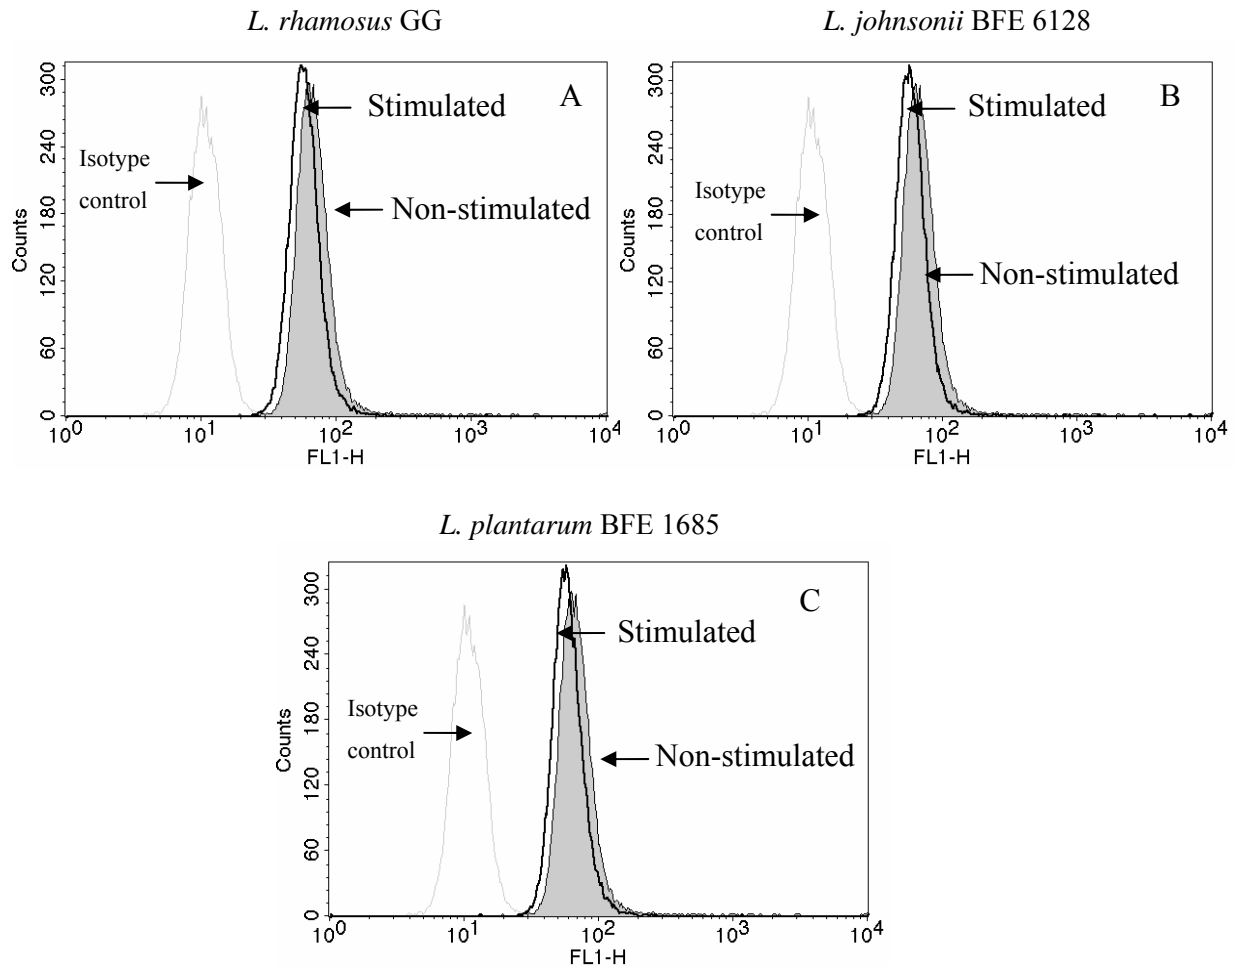 L. rhamosus GG
L. johnsonii BFE 6128
A
Stimulated
Isotype
control
Non-stimulated
Counts
300
240
180
120
60
0
10^0
10^1
10^2
10^3
10^4
FL1-H
B
Stimulated
Isotype
control
Non-stimulated
Counts
300
240
180
120
60
0
10^0
10^1
10^2
10^3
10^4
FL1-H
L. plantarum BFE 1685
C
Stimulated
Isotype
control
Non-stimulated
Counts
300
240
180
120
60
0
10^0
10^1
10^2
10^3
10^4
FL1-H